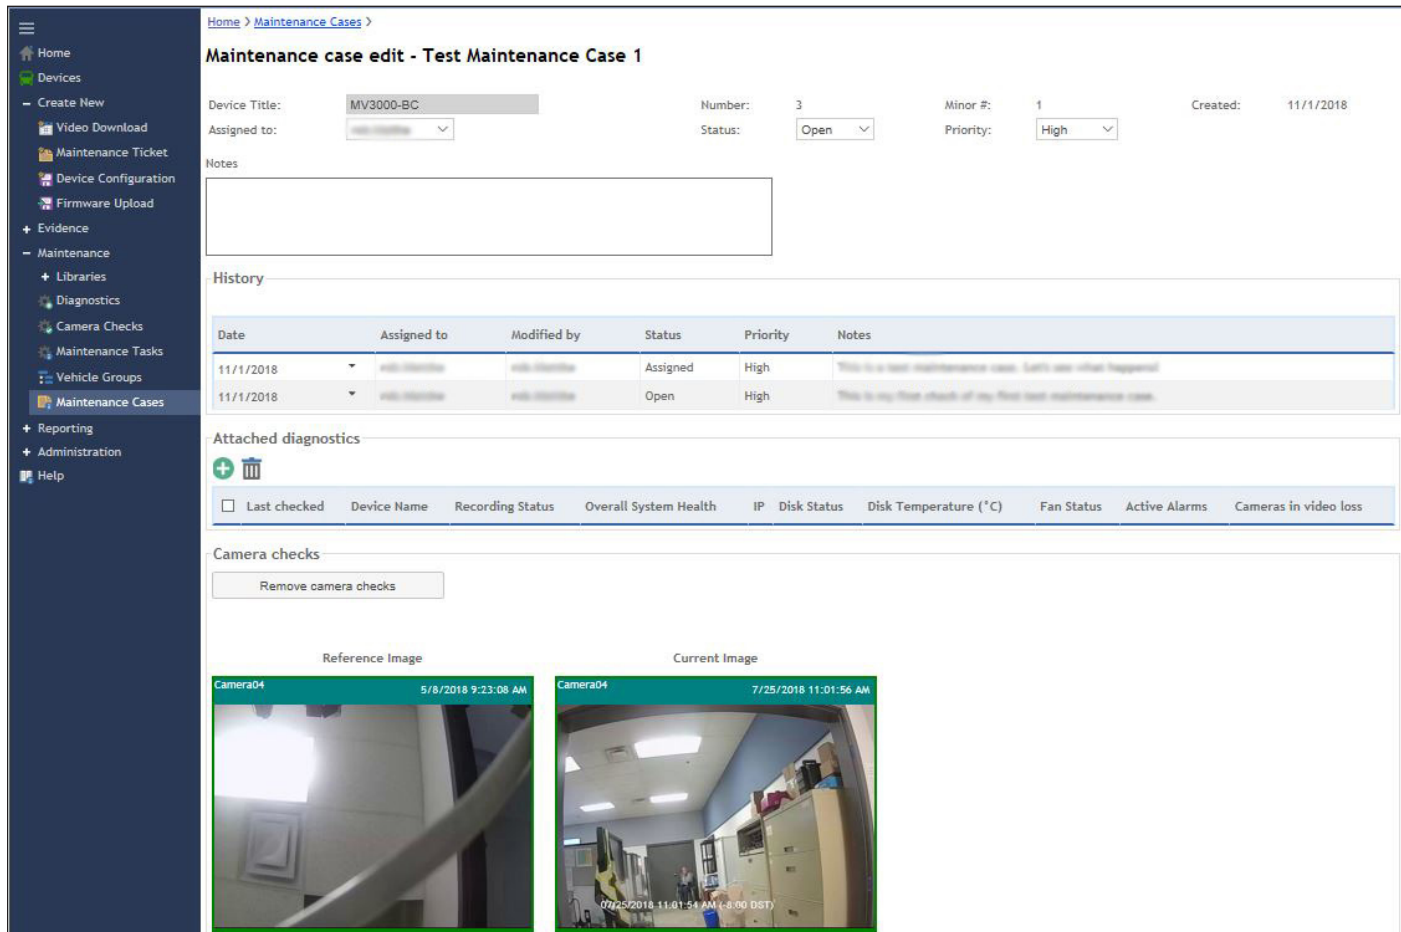 Home > Maintenance Cases >
Maintenance case edit - Test Maintenance Case 1
Home
Devices
Create New
Video Download
Maintenance Ticket
Device Configuration
Firmware Upload
Evidence
Maintenance
Libraries
Diagnostics
Camera Checks
Maintenance Tasks
Vehicle Groups
Maintenance Cases
Reporting
Administration
Help
Device Title: MV3000-BC Number: 3 Minor #: 1 Created: 11/1/2018
Assigned to: Status: Open Priority: High
Notes
History
Date Assigned to Modified by Status Priority Notes
11/1/2018 Assigned High
11/1/2018 Open High
Attached diagnostics
Last checked Device Name Recording Status Overall System Health IP Disk Status Disk Temperature (°C) Fan Status Active Alarms Cameras in video loss
Camera checks
Remove camera checks
Reference Image Current Image
Camera04 5/8/2018 9:23:08 AM Camera04 7/25/2018 11:01:56 AM
07/25/2018 11:01:54 AM (-8:00 DST)